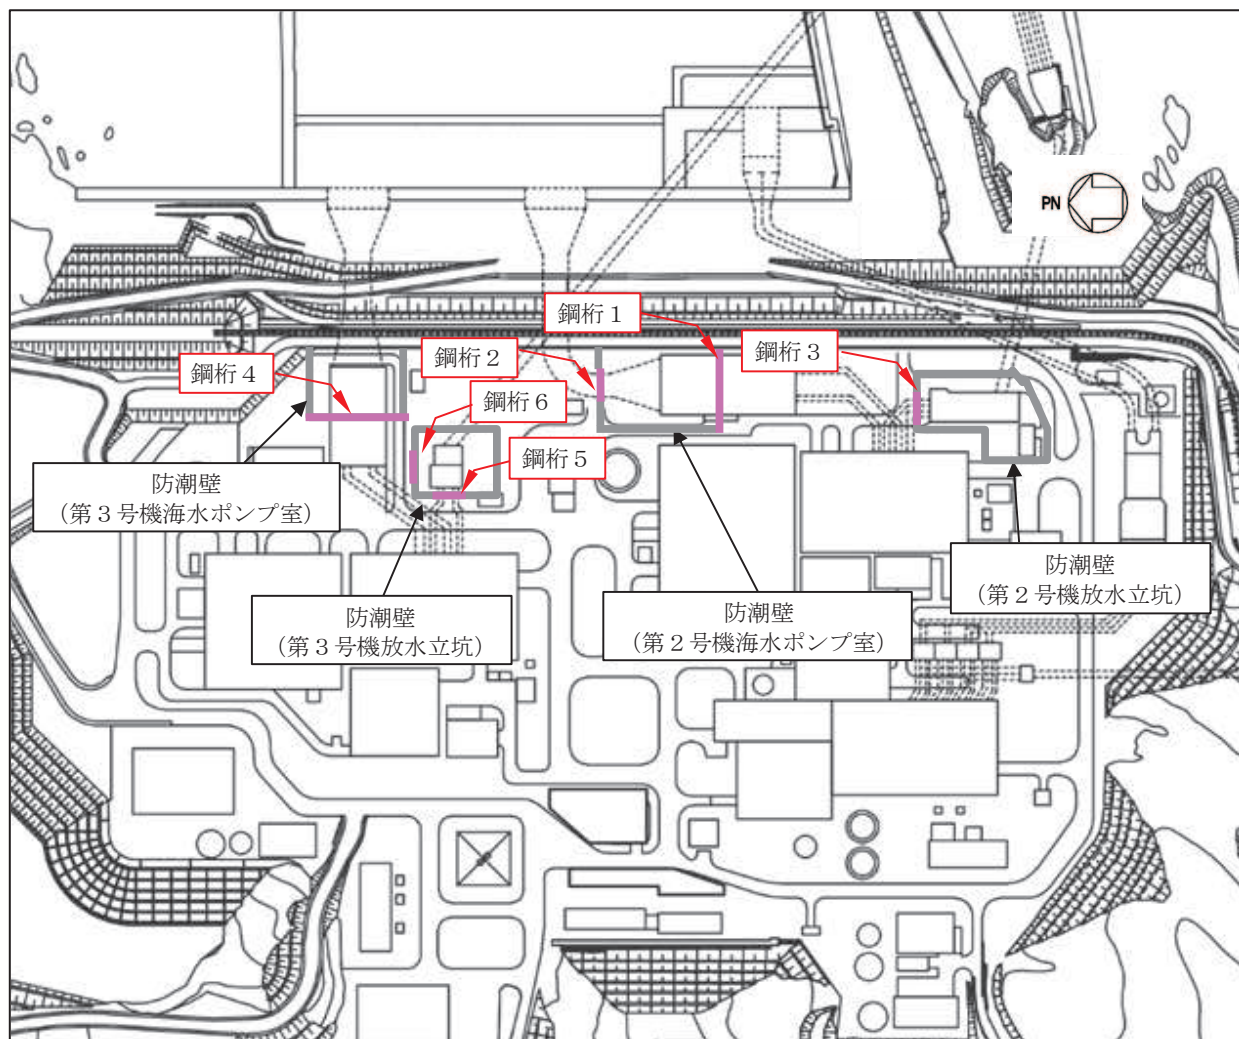 PN
鋼桁１
鋼桁２
鋼桁３
鋼桁４
鋼桁６
鋼桁５
防潮壁
（第３号機海水ポンプ室）
防潮壁
（第２号機放水立坑）
防潮壁
（第３号機放水立坑）
防潮壁
（第２号機海水ポンプ室）